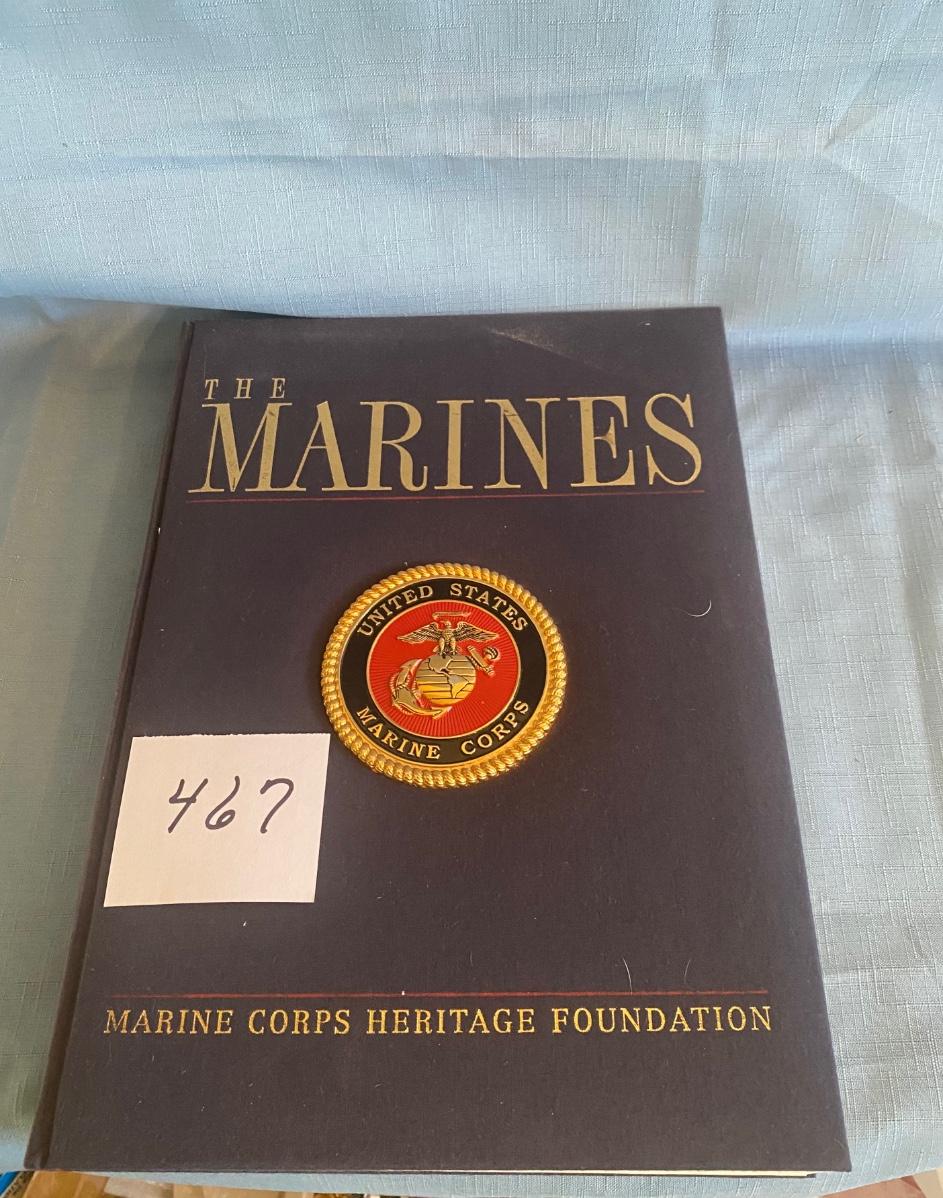 THE
MARINES
UNITED STATES
MARINE CORPS
467
MARINE CORPS HERITAGE FOUNDATION